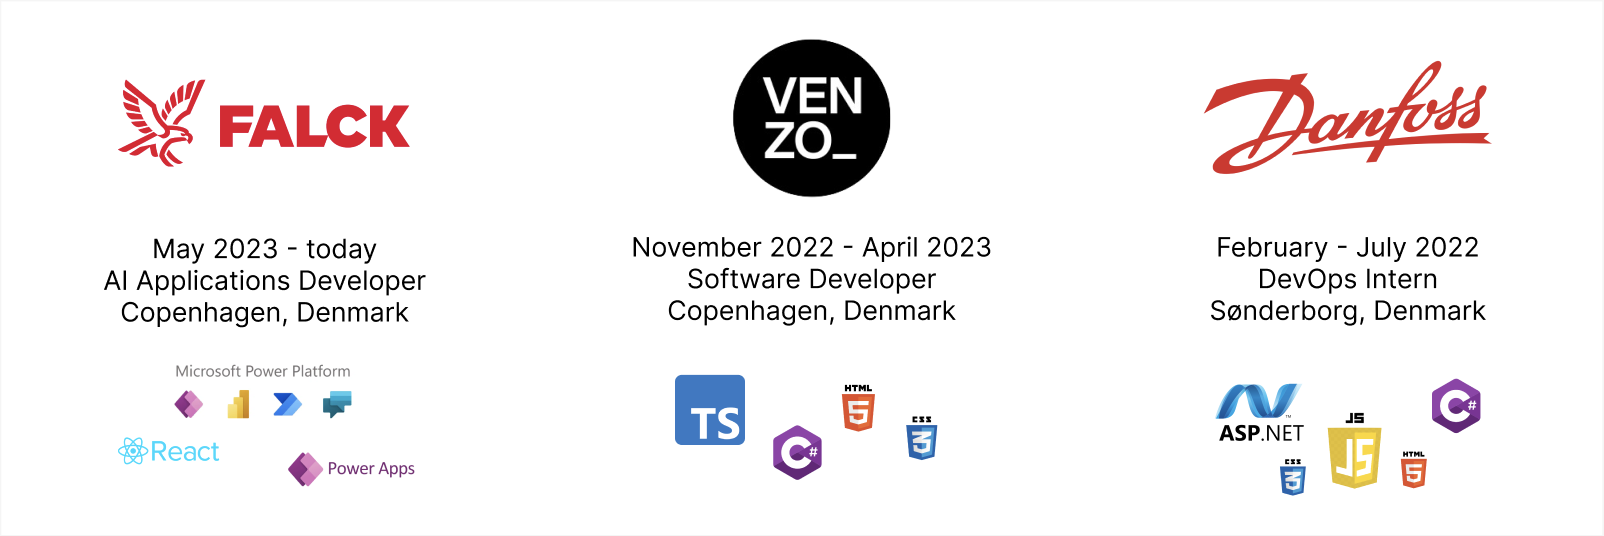 FALCK
May 2023 - today
AI Applications Developer
Copenhagen, Denmark
Microsoft Power Platform
React
Power Apps
VEN
ZO_
November 2022 - April 2023
Software Developer
Copenhagen, Denmark
TS
C#
HTML
5
CSS
3
Danfoss
February - July 2022
DevOps Intern
Sønderborg, Denmark
ASP.NET
™
CSS
3
JS
JS
HTML
5
C#